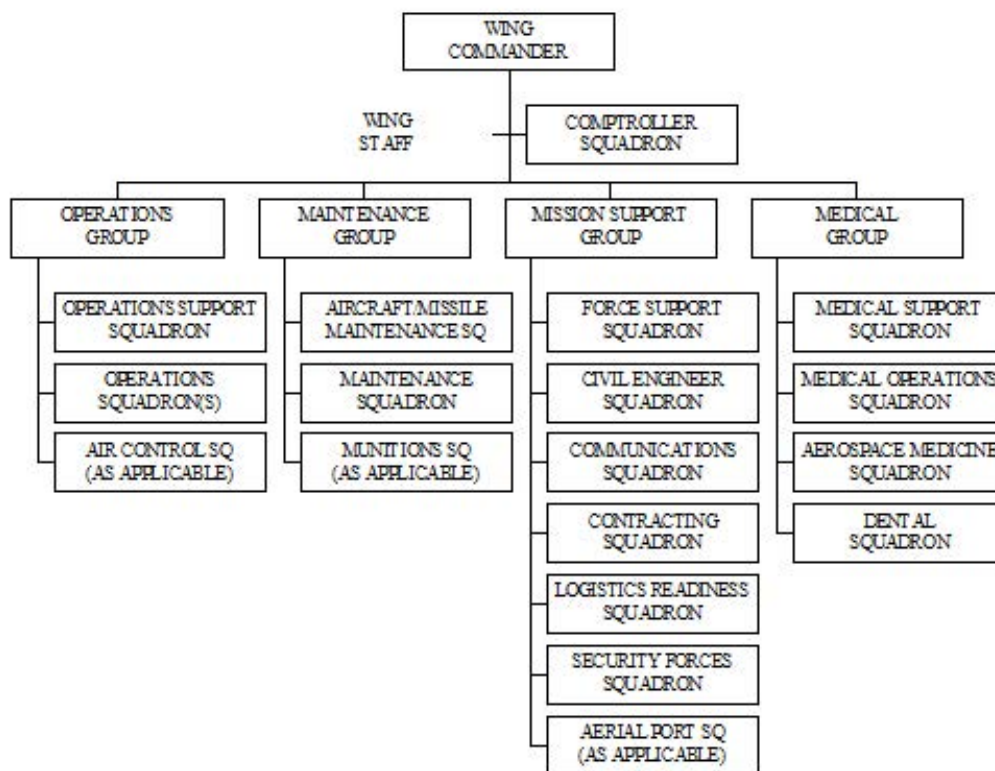 WING
COMMANDER
WING
STAFF
COMPTROLLER
SQUADRON
OPERATIONS
GROUP
MAINTENANCE
GROUP
MISSION SUPPORT
GROUP
MEDICAL
GROUP
OPERATIONS SUPPORT
SQUADRON
OPERATIONS
SQUADRON(S)
AIR CONTROL SQ
(AS APPLICABLE)
AIRCRAFT/MISSILE
MAINTENANCE SQ
MAINTENANCE
SQUADRON
MUNITIONS SQ
(AS APPLICABLE)
FORCE SUPPORT
SQUADRON
CIVIL ENGINEER
SQUADRON
COMMUNICATIONS
SQUADRON
CONTRACTING
SQUADRON
LOGISTICS READINESS
SQUADRON
SECURITY FORCES
SQUADRON
AERIAL PORT SQ
(AS APPLICABLE)
MEDICAL SUPPORT
SQUADRON
MEDICAL OPERATIONS
SQUADRON
AEROSPACE MEDICINE
SQUADRON
DENTAL
SQUADRON